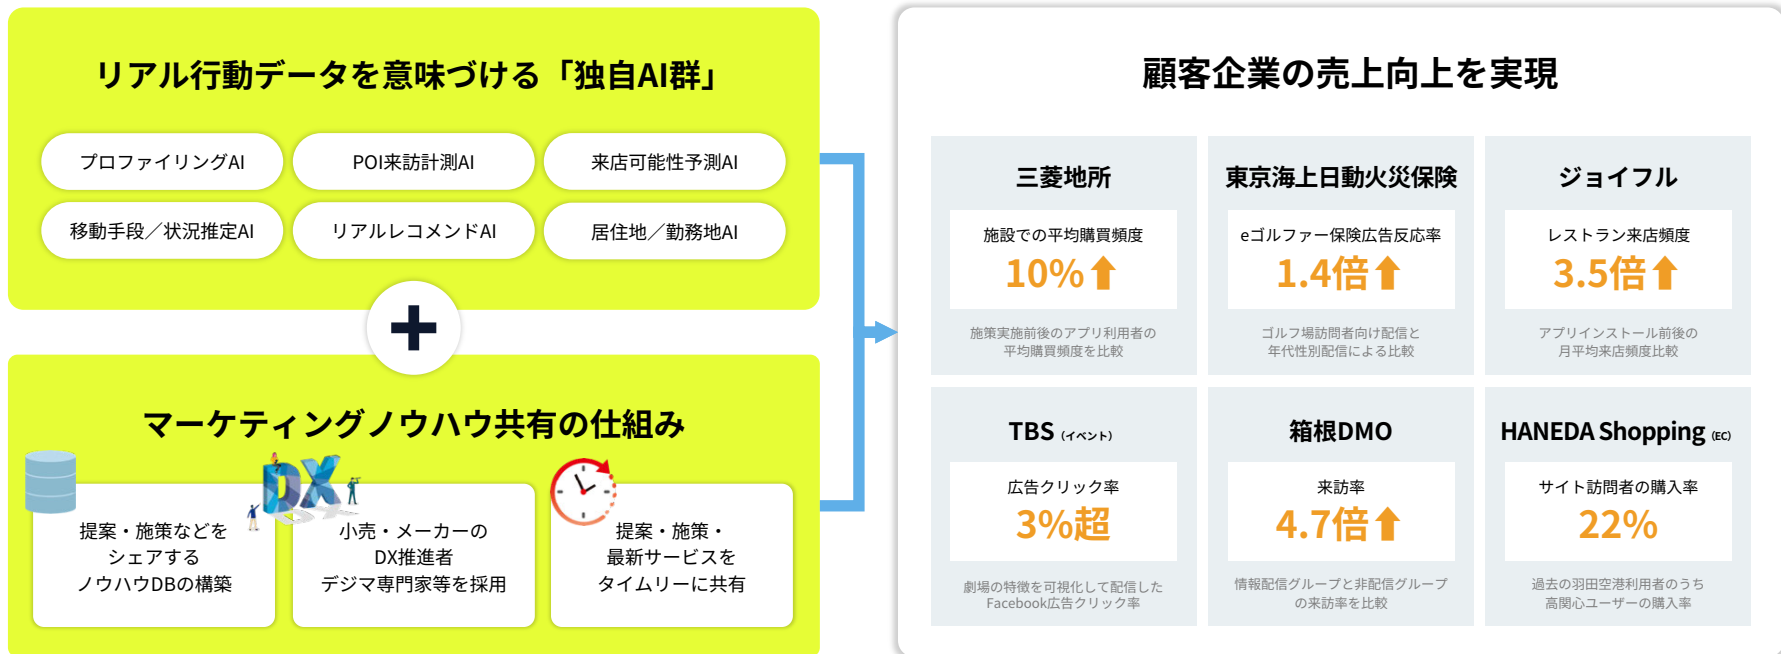 リアル行動データを意味づける「独自AI群」
プロファイリングAI
POI来訪計測AI
来店可能性予測AI
移動手段／状況推定AI
リアルレコメンドAI
居住地／勤務地AI
+
マーケティングノウハウ共有の仕組み
提案・施策などを
シェアする
ノウハウDBの構築
DX
小売・メーカーの
DX推進者
デジマ専門家等を採用
提案・施策・
最新サービスを
タイムリーに共有
顧客企業の売上向上を実現
三菱地所
施設での平均購買頻度
10%
施策実施前後のアプリ利用者の
平均購買頻度を比較
東京海上日動火災保険
eゴルファー保険広告反応率
1.4倍
ゴルフ場訪問者向け配信と
年代性別配信による比較
ジョイフル
レストラン来店頻度
3.5倍
アプリインストール前後の
月平均来店頻度比較
TBS（イベント）
広告クリック率
3%超
劇場の特徴を可視化して配信した
Facebook広告クリック率
箱根DMO
来訪率
4.7倍
情報配信グループと非配信グループ
の来訪率を比較
HANEDA Shopping（EC）
サイト訪問者の購入率
22%
過去の羽田空港利用者のうち
高関心ユーザーの購入率